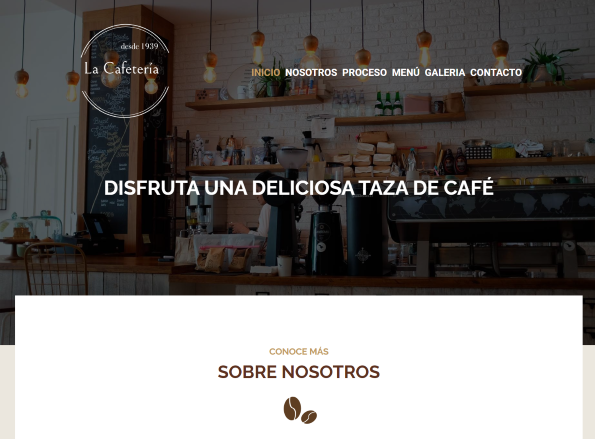 desde 1939
La Cafetería
INICIO NOSOTROS PROCESO MENÚ GALERIA CONTACTO
DISFRUTA UNA DELICIOSA TAZA DE CAFÉ
CONOCE MÁS
SOBRE NOSOTROS